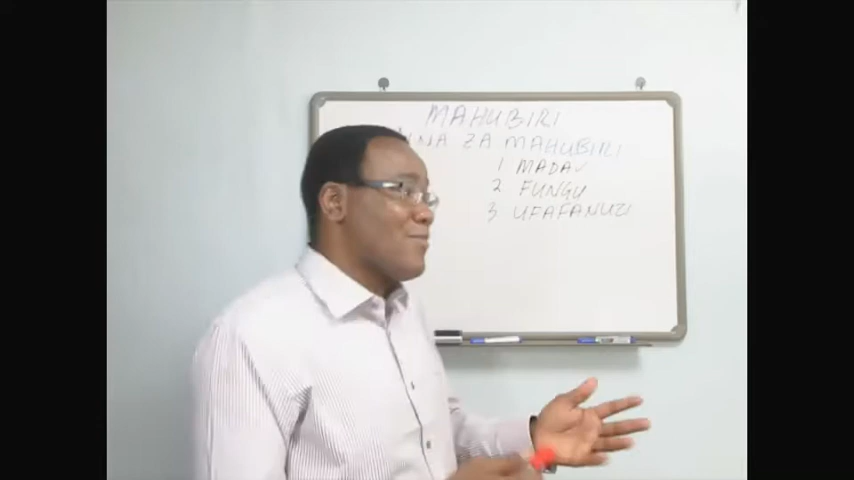 MAHUBIRI
ZA MAHUBIRI
1 MADA
2 FUNGU
3 UFAFANUZI